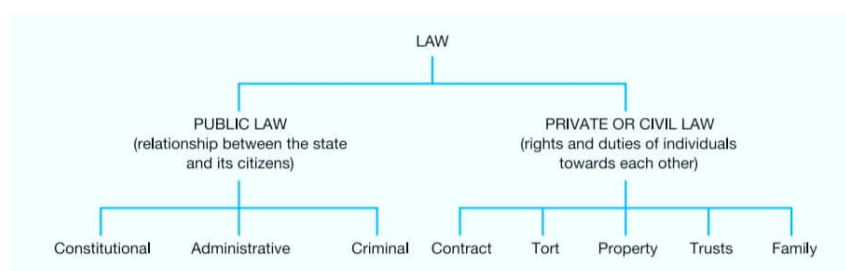 LAW
PUBLIC LAW
(relationship between the state
and its citizens)
PRIVATE OR CIVIL LAW
(rights and duties of individuals
towards each other)
Constitutional Administrative Criminal Contract Tort Property Trusts Family